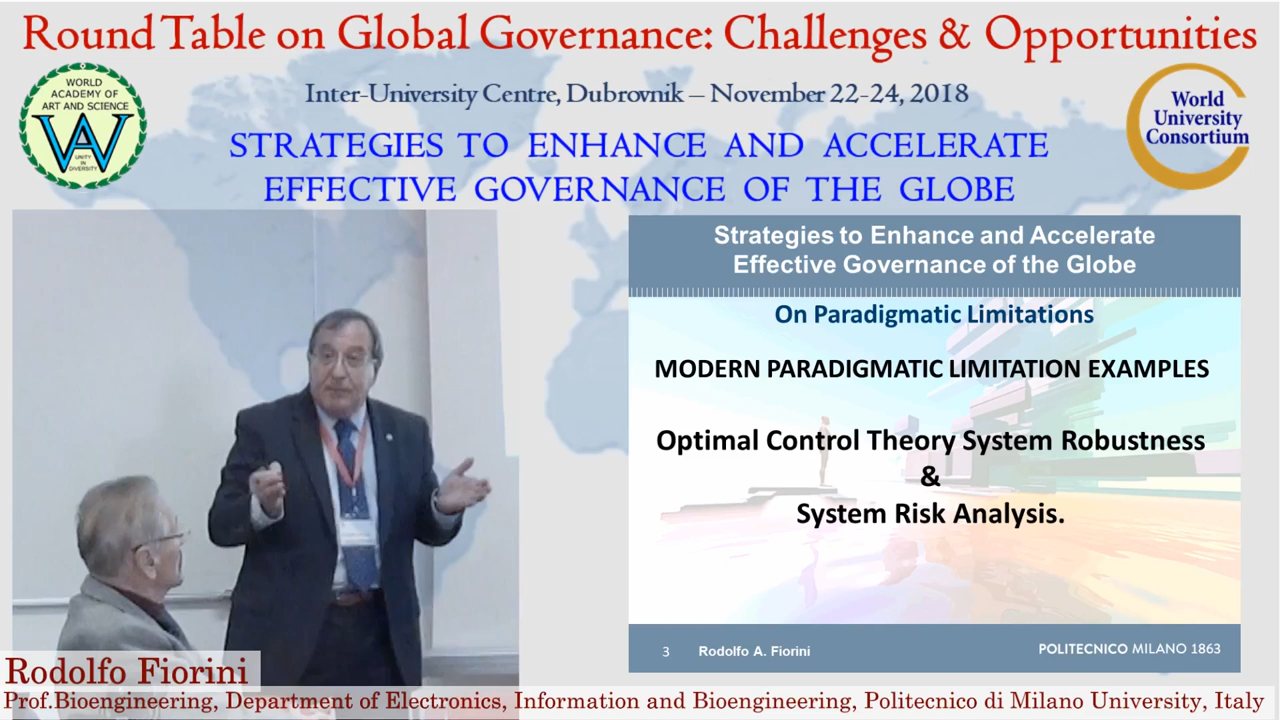 Round Table on Global Governance: Challenges & Opportunities
WORLD
ACADEMY OF
ART AND SCIENCE
WA
UNITY
IN
DIVERSITY
Inter-University Centre, Dubrovnik – November 22-24, 2018
World
University
Consortium
STRATEGIES TO ENHANCE AND ACCELERATE
EFFECTIVE GOVERNANCE OF THE GLOBE
Strategies to Enhance and Accelerate
Effective Governance of the Globe
On Paradigmatic Limitations
MODERN PARADIGMATIC LIMITATION EXAMPLES
Optimal Control Theory System Robustness
&
System Risk Analysis.
3 Rodolfo A. Fiorini POLITECNICO MILANO 1863
Rodolfo Fiorini
Prof.Bioengineering, Department of Electronics, Information and Bioengineering, Politecnico di Milano University, Italy